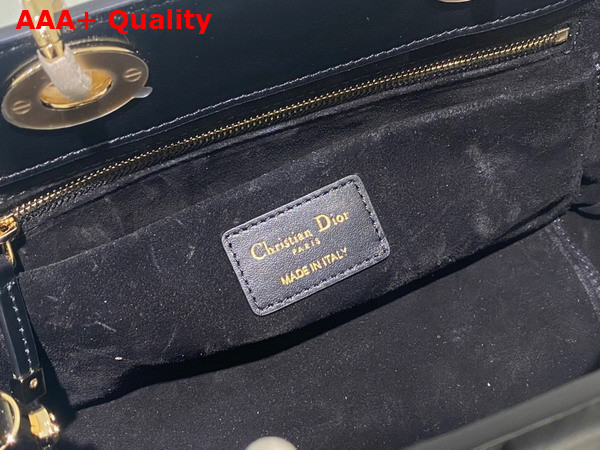 AAA+ Quality
Christian Dior
PARIS
MADE IN ITALY